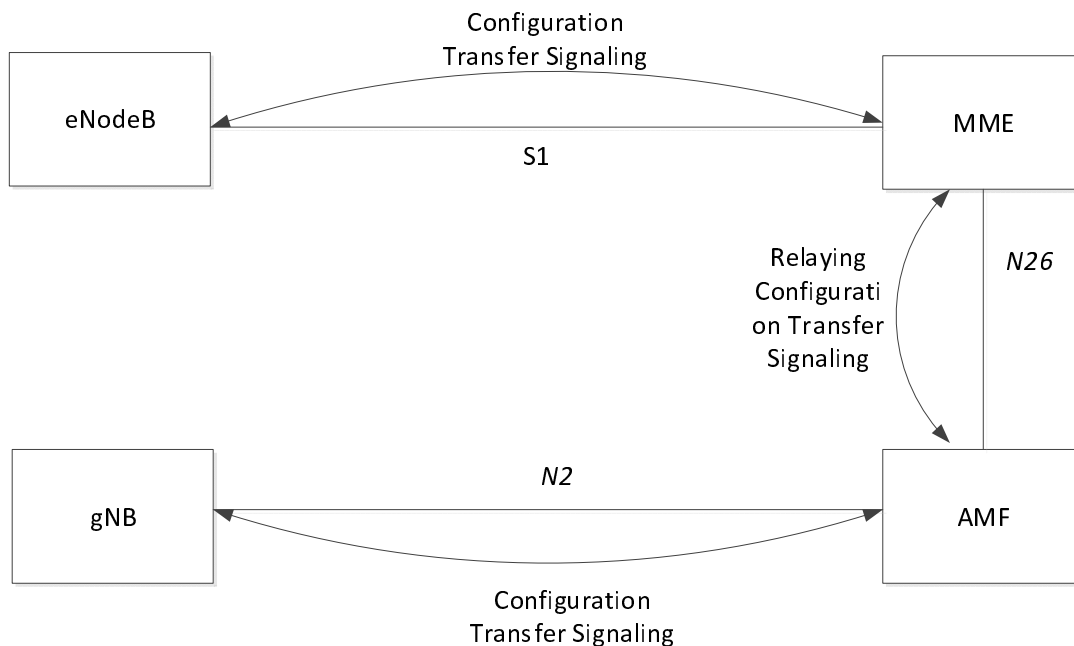 Configuration
Transfer Signaling
eNodeB
MME
S1
Relaying
Configurati
on Transfer
Signaling
N26
N2
gNB
AMF
Configuration
Transfer Signaling